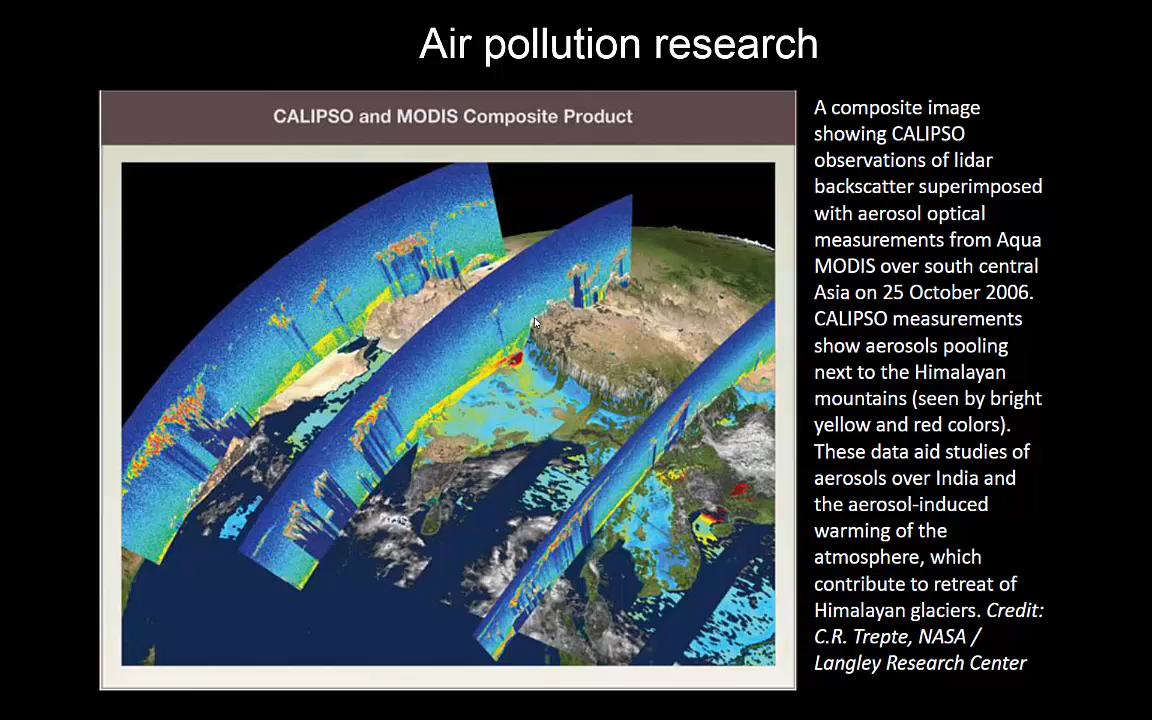 Air pollution research
CALIPSO and MODIS Composite Product
A composite image
showing CALIPSO
observations of lidar
backscatter superimposed
with aerosol optical
measurements from Aqua
MODIS over south central
Asia on 25 October 2006.
CALIPSO measurements
show aerosols pooling
next to the Himalayan
mountains (seen by bright
yellow and red colors).
These data aid studies of
aerosols over India and
the aerosol-induced
warming of the
atmosphere, which
contribute to retreat of
Himalayan glaciers. Credit:
C.R. Trepte, NASA /
Langley Research Center